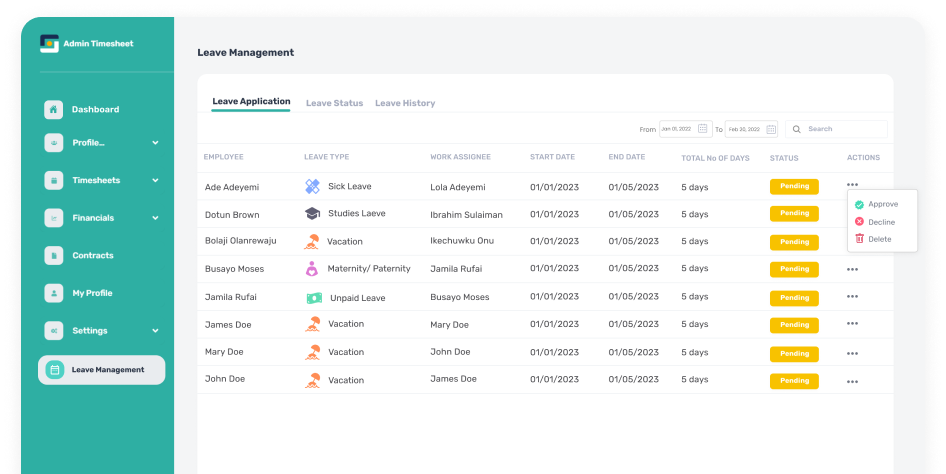 Admin Timesheet
Leave Management
Dashboard
Profile...
Timesheets
Financials
Contracts
My Profile
Settings
Leave Management
Leave Application Leave Status Leave History
From Jan 01, 2022 To Feb 30, 2022 Search
EMPLOYEE LEAVE TYPE WORK ASSIGNEE START DATE END DATE TOTAL No OF DAYS STATUS ACTIONS
Ade Adeyemi Sick Leave Lola Adeyemi 01/01/2023 01/05/2023 5 days Pending
Dotun Brown Studies Laeve Ibrahim Sulaiman 01/01/2023 01/05/2023 5 days Pending
Bolaji Olanrewaju Vacation Ikechuwku Onu 01/01/2023 01/05/2023 5 days Pending
Busayo Moses Maternity/ Paternity Jamila Rufai 01/01/2023 01/05/2023 5 days Pending
Jamila Rufai Unpaid Leave Busayo Moses 01/01/2023 01/05/2023 5 days Pending
James Doe Vacation Mary Doe 01/01/2023 01/05/2023 5 days Pending
Mary Doe Vacation John Doe 01/01/2023 01/05/2023 5 days Pending
John Doe Vacation James Doe 01/01/2023 01/05/2023 5 days Pending
Approve
Decline
Delete